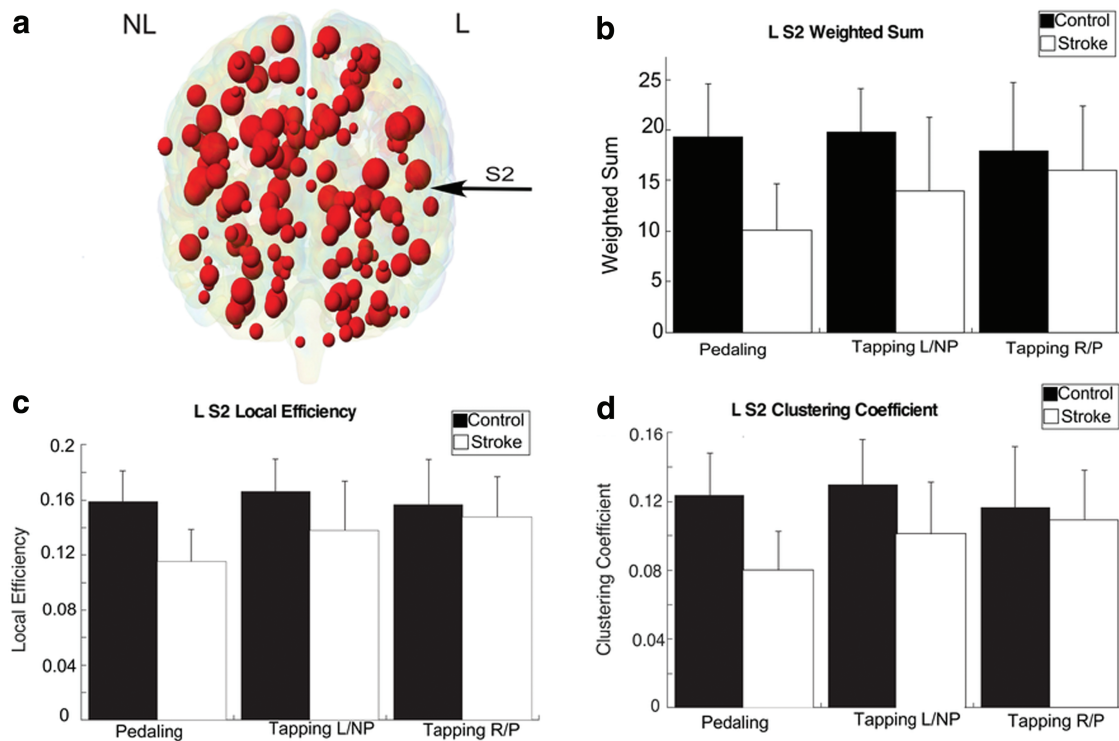 a
NL
L
S2
b
L S2 Weighted Sum
Control
Stroke
Weighted Sum
25
20
15
10
5
0
Pedaling
Tapping L/NP
Tapping R/P
c
L S2 Local Efficiency
Control
Stroke
Local Efficiency
0.2
0.16
0.12
0.08
0.04
0
Pedaling
Tapping L/NP
Tapping R/P
d
L S2 Clustering Coefficient
Control
Stroke
Clustering Coefficient
0.16
0.12
0.08
0.04
0
Pedaling
Tapping L/NP
Tapping R/P